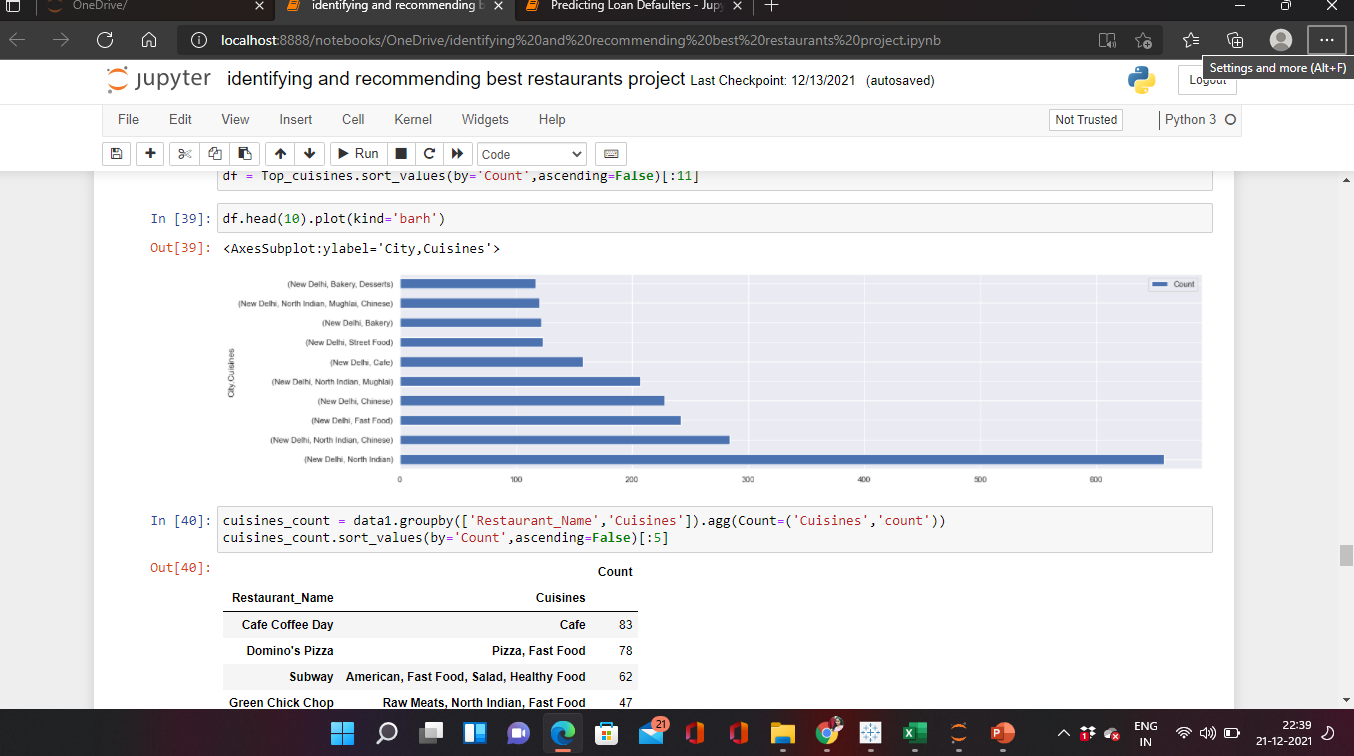 OneDrive/
identifying and recommending b
Predicting Loan Defaulters - Jupy
localhost:8888/notebooks/OneDrive/identifying%20and%20recommending%20best%20restaurants%20project.ipynb
Settings and more (Alt+F)
jupyter identifying and recommending best restaurants project Last Checkpoint: 12/13/2021 (autosaved)
Logout
File Edit View Insert Cell Kernel Widgets Help
Not Trusted
Python 3
Run
Code
df = Top_cuisines.sort_values(by='Count',ascending=False)[:11]
In [39]: df.head(10).plot(kind='barh')
Out[39]: <AxesSubplot:ylabel='City,Cuisines'>
Count
(New Delhi, Bakery, Desserts)
(New Delhi, North Indian, Mughlai, Chinese)
(New Delhi, Bakery)
(New Delhi, Street Food)
(New Delhi, Cafe)
(New Delhi, North Indian, Mughlai)
(New Delhi, Chinese)
(New Delhi, Fast Food)
(New Delhi, North Indian, Chinese)
(New Delhi, North Indian)
City,Cuisines
0 100 200 300 400 500 600
In [40]: cuisines_count = data1.groupby(['Restaurant_Name','Cuisines']).agg(Count=('Cuisines','count'))
cuisines_count.sort_values(by='Count',ascending=False)[:5]
Out[40]:
Count
Restaurant_Name Cuisines
Cafe Coffee Day Cafe 83
Domino's Pizza Pizza, Fast Food 78
Subway American, Fast Food, Salad, Healthy Food 62
Green Chick Chop Raw Meats, North Indian, Fast Food 47
21
1
ENG
IN
22:39
21-12-2021